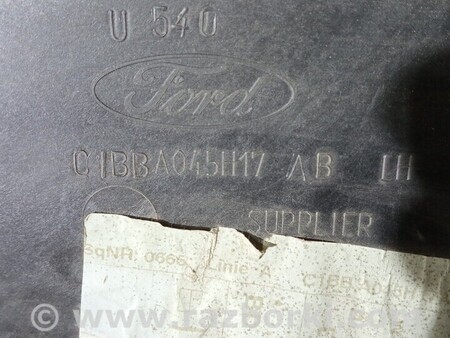 U 540
Ford
C1BBA045H17 AB LH
SUPPLIER
SqNR: 0666 Linie A
www.razborka.com